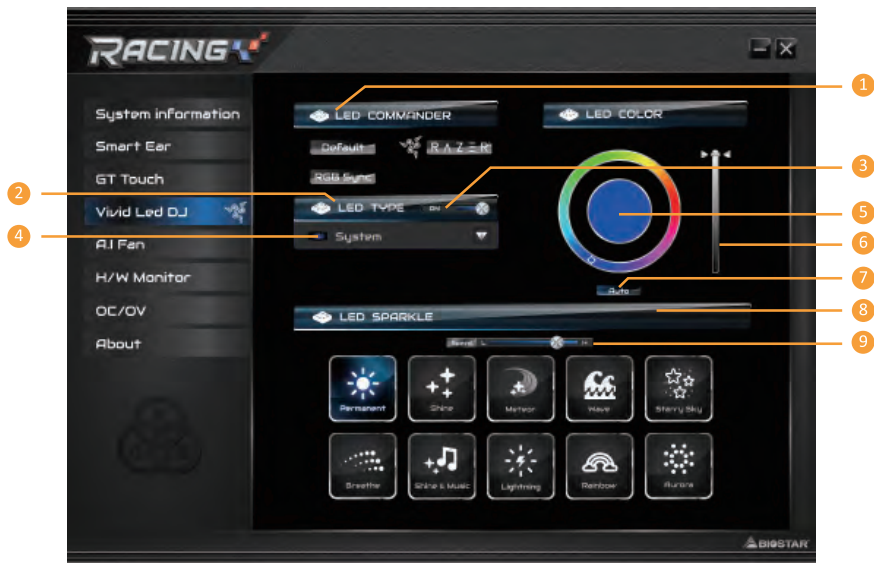 RACING
System information
Smart Ear
GT Touch
Vivid Led DJ
A.I Fan
H/W Monitor
OC/OV
About
LED COMMANDER
Default
RAZER
RGB Sync
LED TYPE ON
System
LED COLOR
Auto
LED SPARKLE
Speed L H
Permanent
Shine
Meteor
Wave
Starry Sky
Breathe
Shine & Music
Lightning
Rainbow
Aurora
BIOSTAR
1
2
3
4
5
6
7
8
9